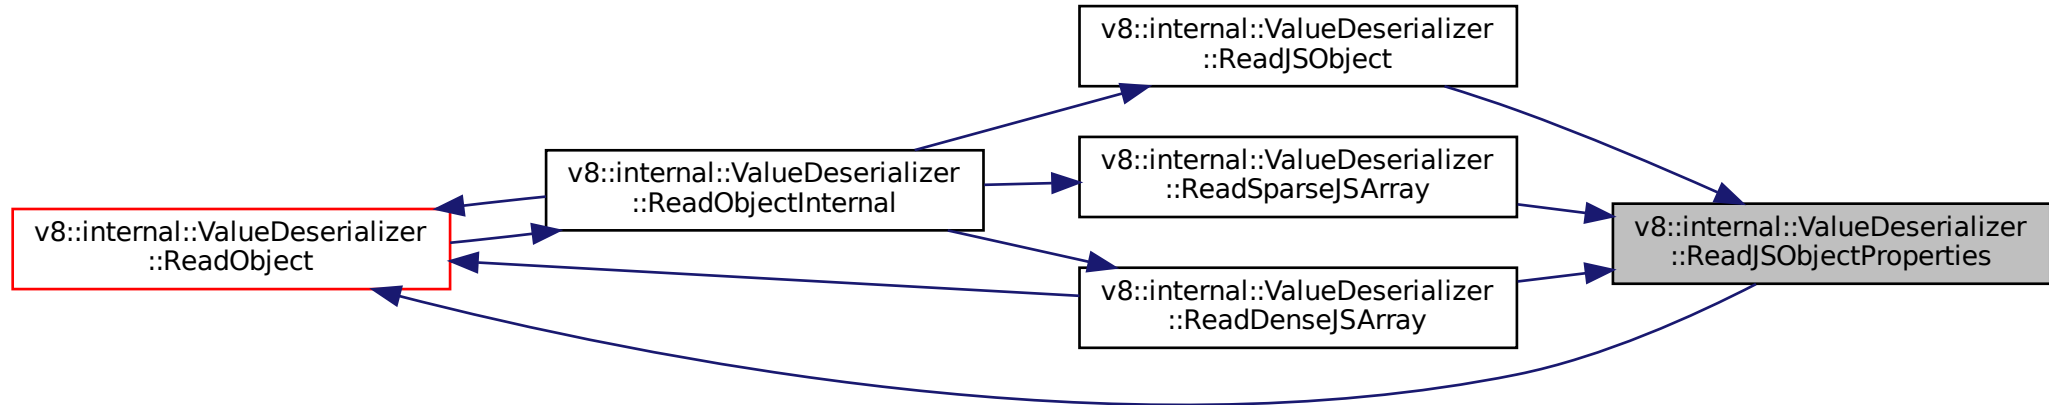 v8::internal::ValueDeserializer
::ReadObject
v8::internal::ValueDeserializer
::ReadObjectInternal
v8::internal::ValueDeserializer
::ReadJSObject
v8::internal::ValueDeserializer
::ReadSparseJSArray
v8::internal::ValueDeserializer
::ReadDenseJSArray
v8::internal::ValueDeserializer
::ReadJSObjectProperties